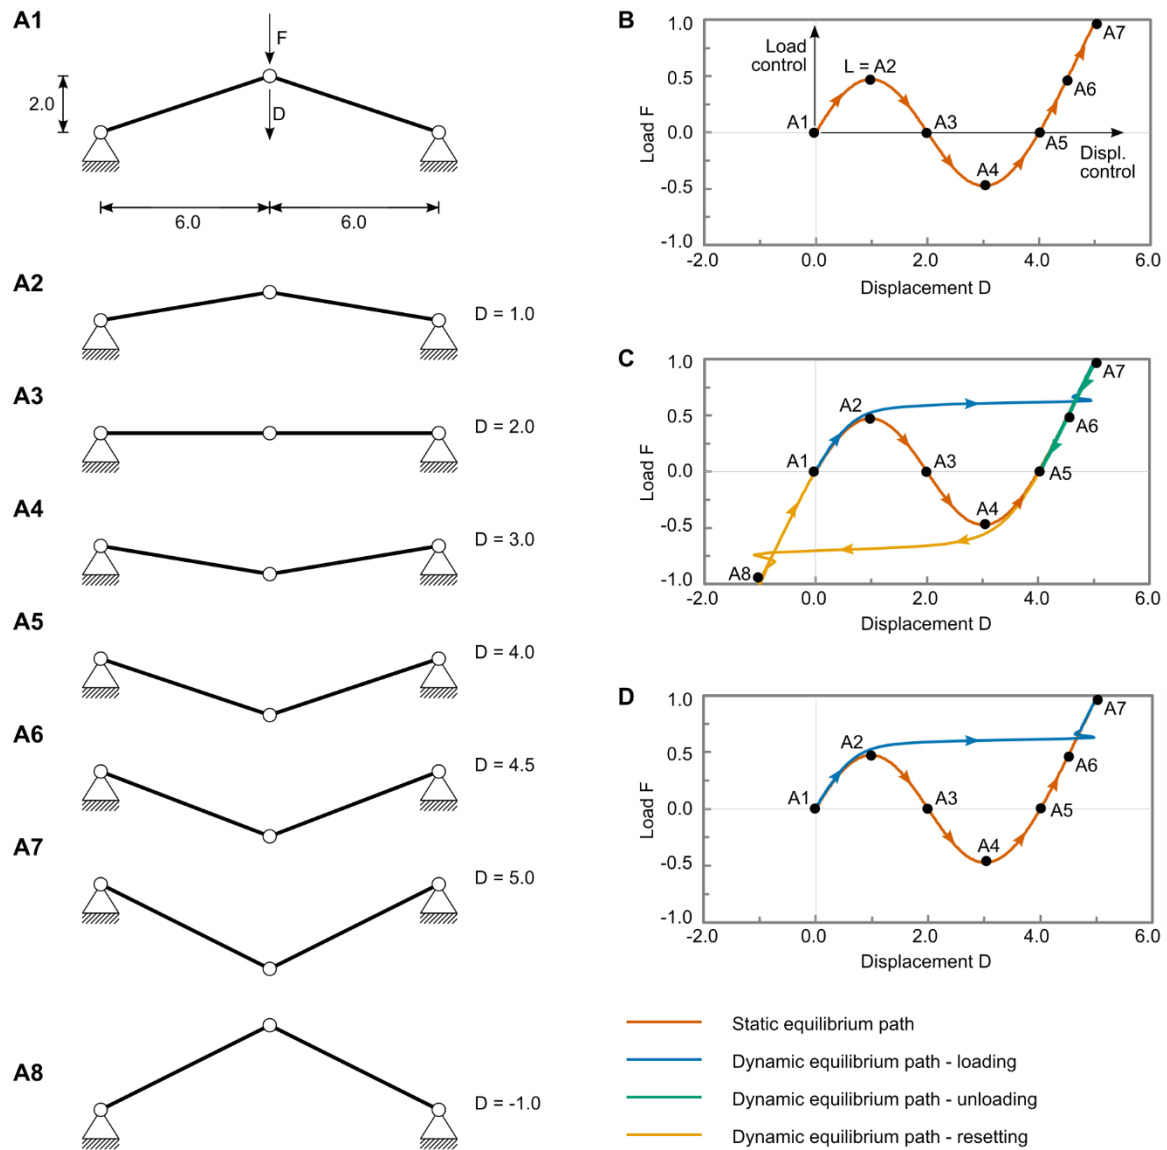 A1
F
D
2.0
6.0
6.0
A2
D = 1.0
A3
D = 2.0
A4
D = 3.0
A5
D = 4.0
A6
D = 4.5
A7
D = 5.0
A8
D = -1.0
B
Load F
1.0
0.5
0.0
-0.5
-1.0
Load
control
L = A2
A1
A3
A4
A5
A6
A7
Displ.
control
-2.0
0.0
2.0
4.0
6.0
Displacement D
C
Load F
1.0
0.5
0.0
-0.5
-1.0
A1
A2
A3
A4
A5
A6
A7
A8
-2.0
0.0
2.0
4.0
6.0
Displacement D
D
Load F
1.0
0.5
0.0
-0.5
-1.0
A1
A2
A3
A4
A5
A6
A7
-2.0
0.0
2.0
4.0
6.0
Displacement D
Static equilibrium path
Dynamic equilibrium path - loading
Dynamic equilibrium path - unloading
Dynamic equilibrium path - resetting